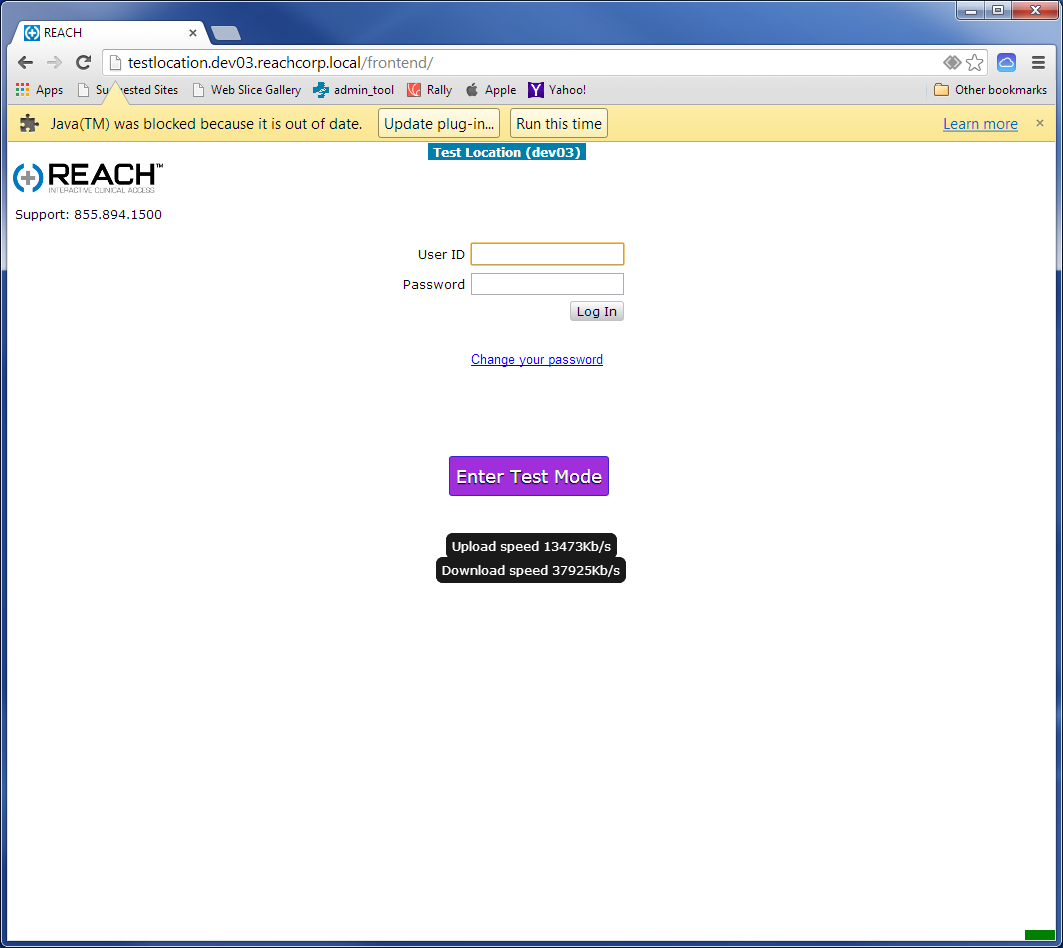 REACH
testlocation.dev03.reachcorp.local/frontend/
Apps Suggested Sites Web Slice Gallery admin_tool Rally Apple Yahoo! Other bookmarks
Java(TM) was blocked because it is out of date. Update plug-in... Run this time Learn more
Test Location (dev03)
REACH™
INTERACTIVE CLINICAL ACCESS
Support: 855.894.1500
User ID
Password
Log In
Change your password
Enter Test Mode
Upload speed 13473Kb/s
Download speed 37925Kb/s